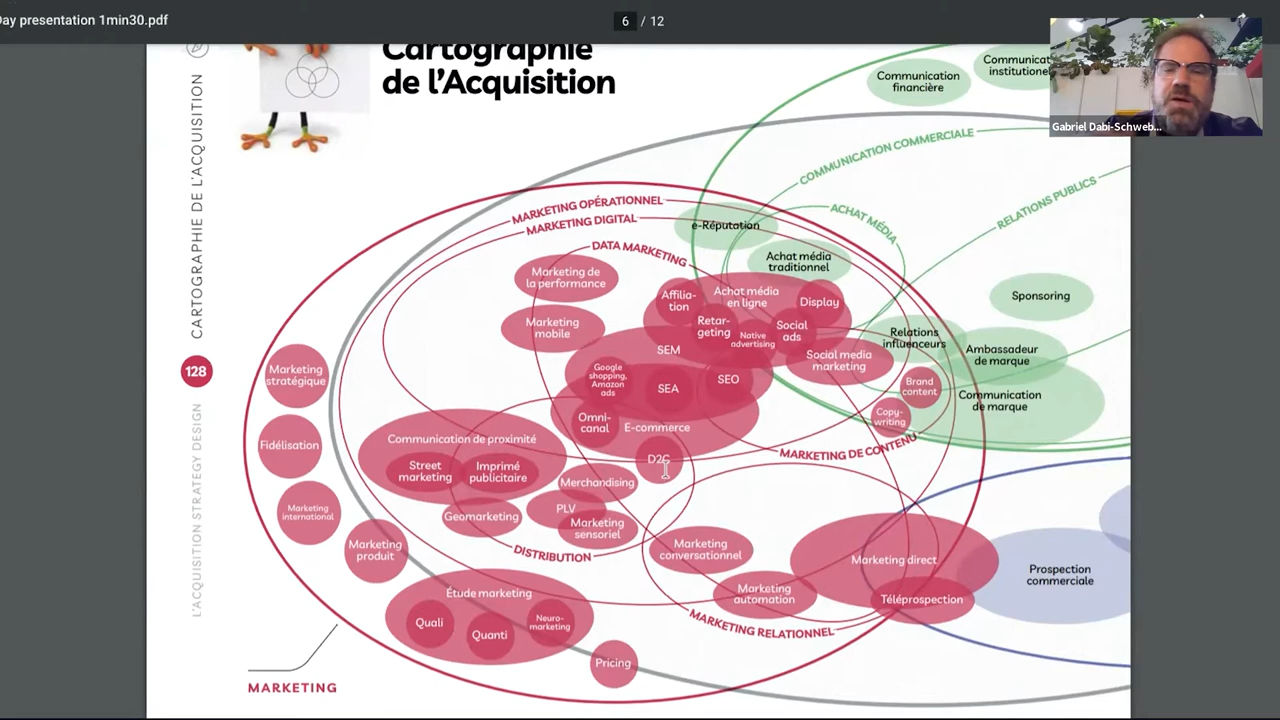 Day presentation 1min30.pdf
6 / 12
Gabriel Dabi-Schweb...
Cartographie
de l'Acquisition
CARTOGRAPHIE DE L'ACQUISITION
128
L'ACQUISITION STRATEGY DESIGN
Communication
financière
Communicat
institutionel
COMMUNICATION COMMERCIALE
RELATIONS PUBLICS
ACHAT MÉDIA
MARKETING OPÉRATIONNEL
MARKETING DIGITAL
DATA MARKETING
e-Réputation
Achat média
traditionnel
Marketing de
la performance
Affilia-
tion
Achat média
en ligne
Display
Sponsoring
Marketing
mobile
Retar-
geting
Native
advertising
Social
ads
Relations
influenceurs
Ambassadeur
de marque
SEM
Social media
marketing
Marketing
stratégique
Google
shopping,
Amazon
ads
SEA
SEO
Brand
content
Communication
de marque
Copy-
writing
Omni-
canal
E-commerce
Fidélisation
Communication de proximité
MARKETING DE CONTENU
Street
marketing
Imprimé
publicitaire
Merchandising
Marketing
international
Geomarketing
PLV
Marketing
sensoriel
Marketing
produit
DISTRIBUTION
Marketing
conversationnel
Marketing direct
Prospection
commerciale
Étude marketing
Marketing
automation
Téléprospection
Quali
Quanti
Neuro-
marketing
MARKETING RELATIONNEL
Pricing
MARKETING